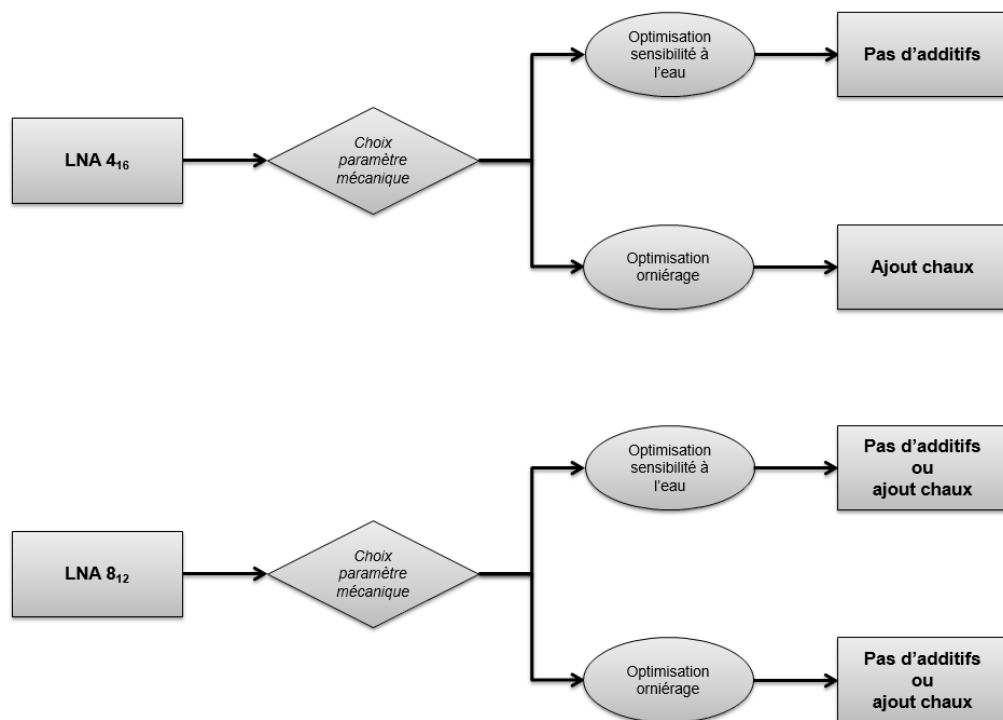 LNA 4₁₆
Choix
paramètre
mécanique
Optimisation
sensibilité à
l'eau
Pas d'additifs
Optimisation
orniérage
Ajout chaux
LNA 8₁₂
Choix
paramètre
mécanique
Optimisation
sensibilité à
l'eau
Pas d'additifs
ou
ajout chaux
Optimisation
orniérage
Pas d'additifs
ou
ajout chaux